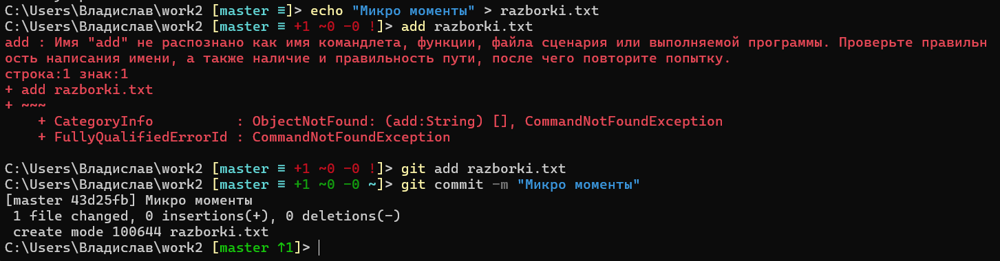 C:\Users\Владислав\work2 [master ≡]> echo "Микро моменты" > razborki.txt
C:\Users\Владислав\work2 [master ≡ +1 ~0 -0 !]> add razborki.txt
add : Имя "add" не распознано как имя командлета, функции, файла сценария или выполняемой программы. Проверьте правильн
ость написания имени, а также наличие и правильность пути, после чего повторите попытку.
строка:1 знак:1
+ add razborki.txt
+ ~~~
    + CategoryInfo          : ObjectNotFound: (add:String) [], CommandNotFoundException
    + FullyQualifiedErrorId : CommandNotFoundException

C:\Users\Владислав\work2 [master ≡ +1 ~0 -0 !]> git add razborki.txt
C:\Users\Владислав\work2 [master ≡ +1 ~0 -0 ~]> git commit -m "Микро моменты"
[master 43d25fb] Микро моменты
 1 file changed, 0 insertions(+), 0 deletions(-)
 create mode 100644 razborki.txt
C:\Users\Владислав\work2 [master ↑1]>